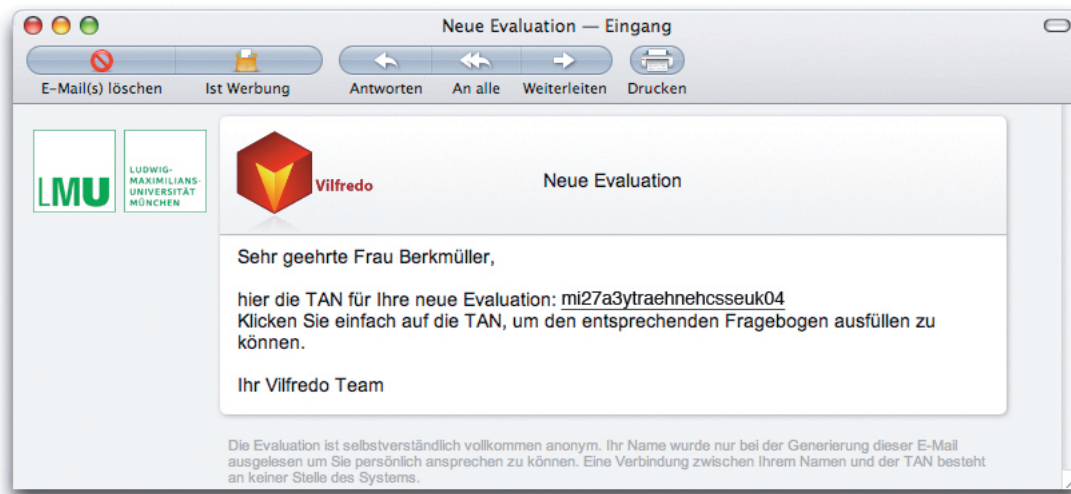 Neue Evaluation — Eingang
E-Mail(s) löschen Ist Werbung Antworten An alle Weiterleiten Drucken
LMU
LUDWIG-
MAXIMILIANS-
UNIVERSITÄT
MÜNCHEN
Vilfredo
Neue Evaluation
Sehr geehrte Frau Berkmüller,
hier die TAN für Ihre neue Evaluation: mi27a3ytraehnehcsseuk04
Klicken Sie einfach auf die TAN, um den entsprechenden Fragebogen ausfüllen zu
können.
Ihr Vilfredo Team
Die Evaluation ist selbstverständlich vollkommen anonym. Ihr Name wurde nur bei der Generierung dieser E-Mail
ausgelesen um Sie persönlich ansprechen zu können. Eine Verbindung zwischen Ihrem Namen und der TAN besteht
an keiner Stelle des Systems.